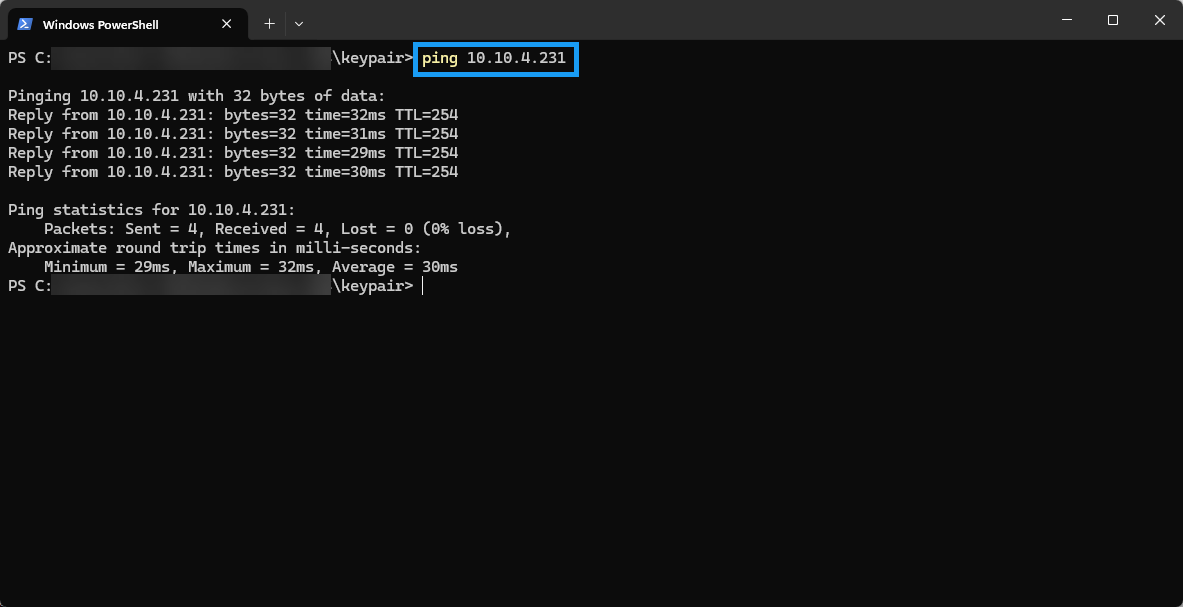 Windows PowerShell
PS C:\keypair> ping 10.10.4.231
Pinging 10.10.4.231 with 32 bytes of data:
Reply from 10.10.4.231: bytes=32 time=32ms TTL=254
Reply from 10.10.4.231: bytes=32 time=31ms TTL=254
Reply from 10.10.4.231: bytes=32 time=29ms TTL=254
Reply from 10.10.4.231: bytes=32 time=30ms TTL=254
Ping statistics for 10.10.4.231:
    Packets: Sent = 4, Received = 4, Lost = 0 (0% loss),
Approximate round trip times in milli-seconds:
    Minimum = 29ms, Maximum = 32ms, Average = 30ms
PS C:\keypair>